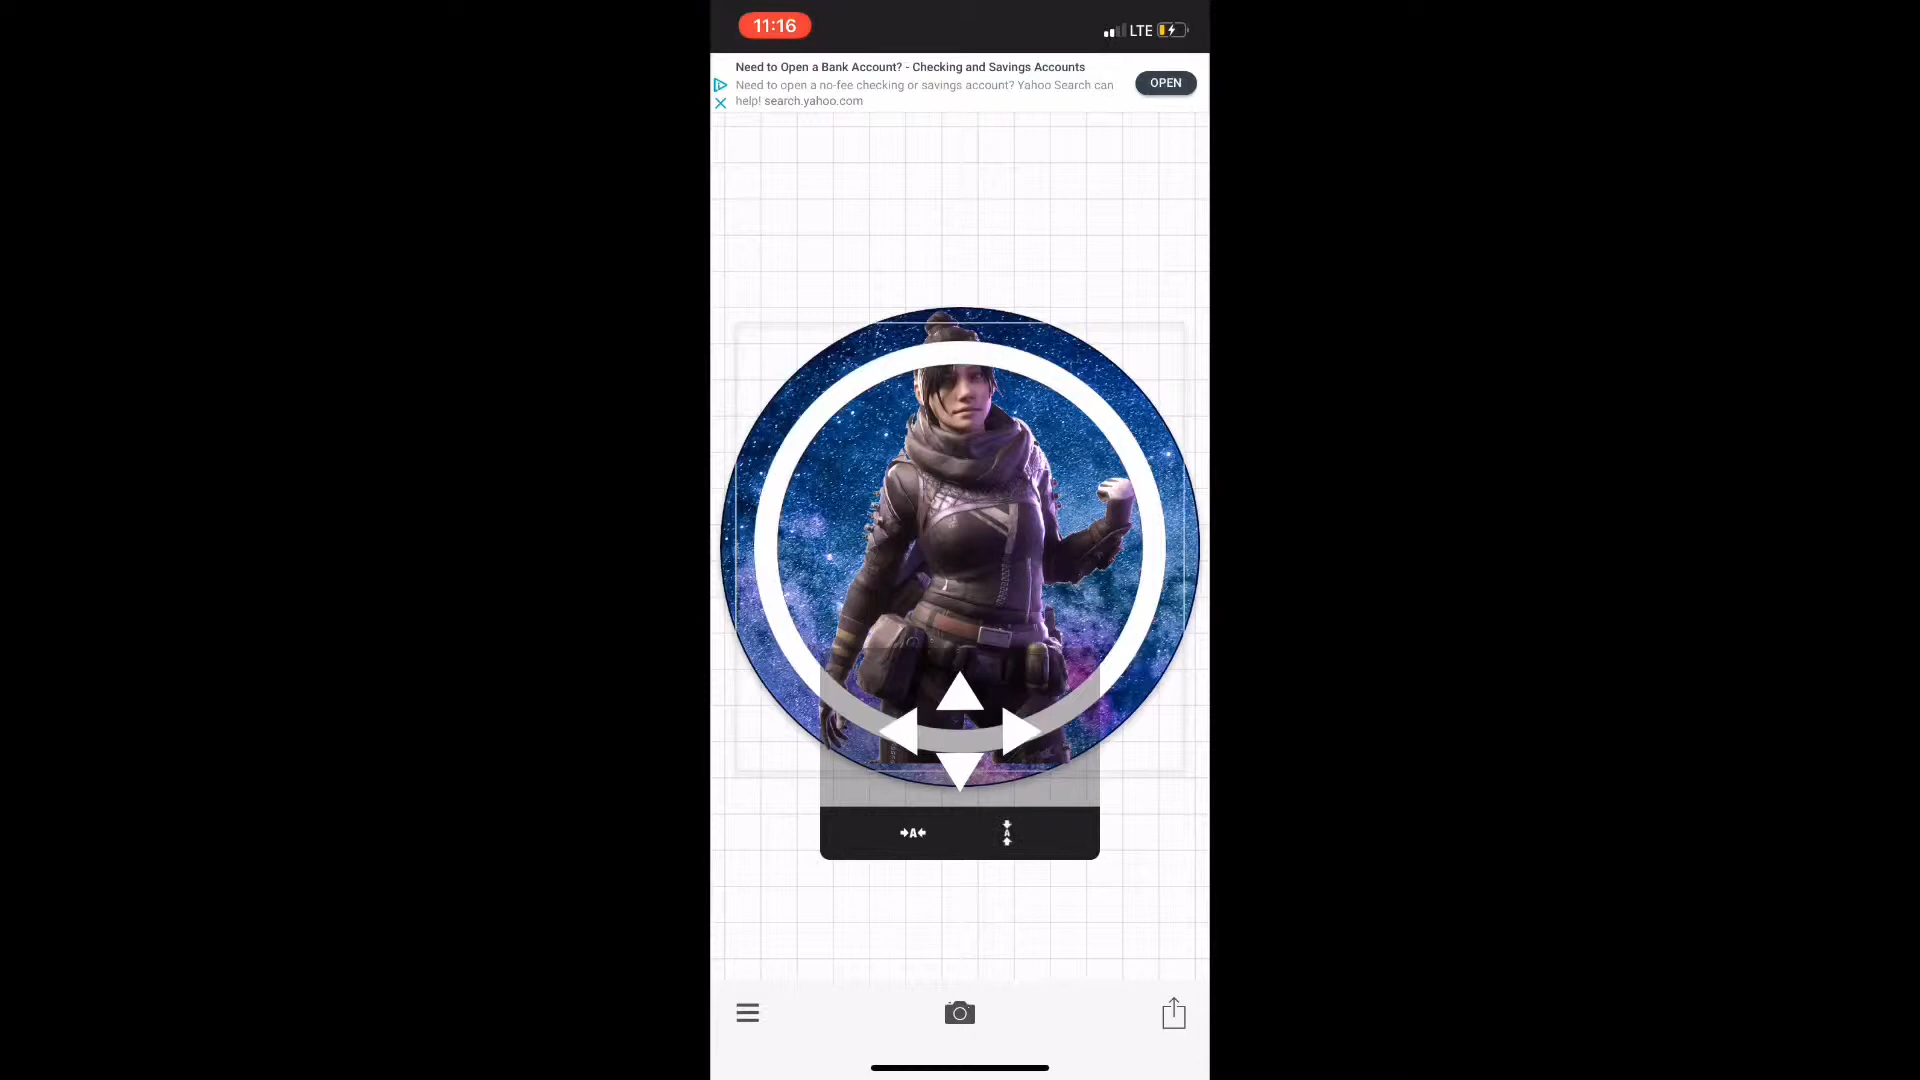 11:16
LTE
Need to Open a Bank Account? - Checking and Savings Accounts
Need to open a no-fee checking or savings account? Yahoo Search can
help! search.yahoo.com
OPEN
A
A